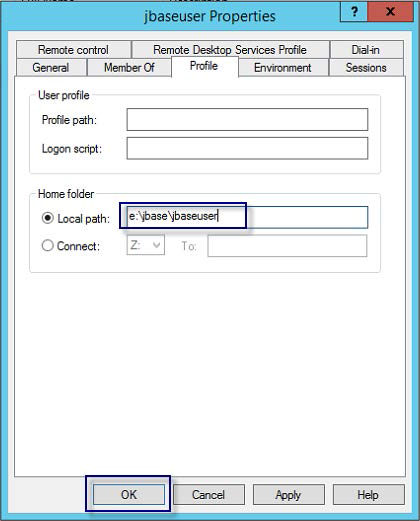 jbaseuser Properties
?
X
Remote control
Remote Desktop Services Profile
Dial-in
General
Member Of
Profile
Environment
Sessions
User profile
Profile path:
Logon script:
Home folder
Local path:
e:\jbase\jbaseuser
Connect:
Z:
To:
OK
Cancel
Apply
Help